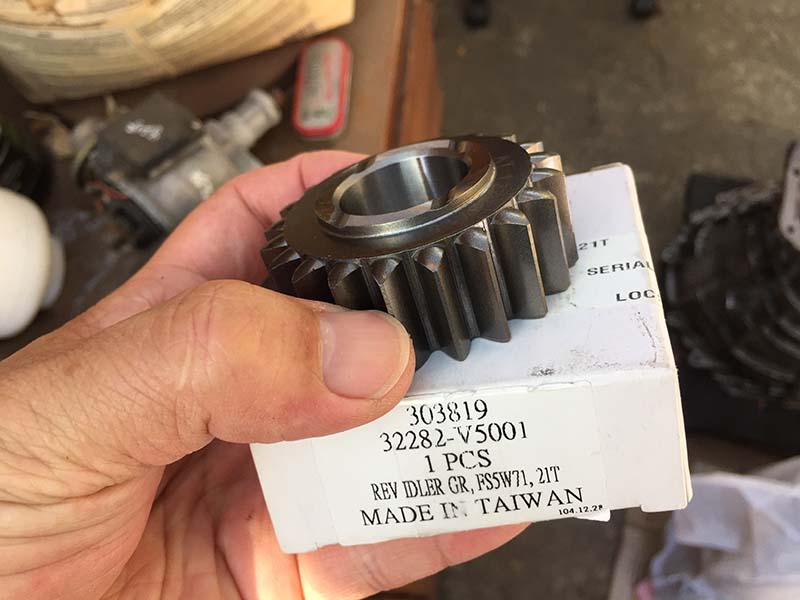 21T
SERIAL
LOC.
303819
32282-V5001
1 PCS
REV IDLER GR, FS5W71, 21T
MADE IN TAIWAN
104.12.28